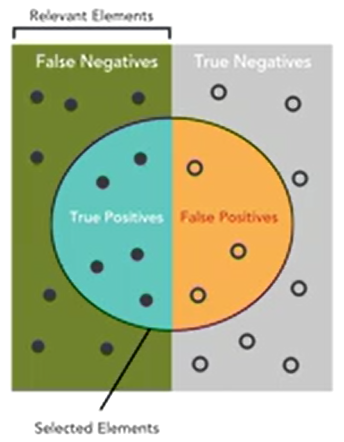 Relevant Elements
False Negatives True Negatives
True Positives False Positives
Selected Elements